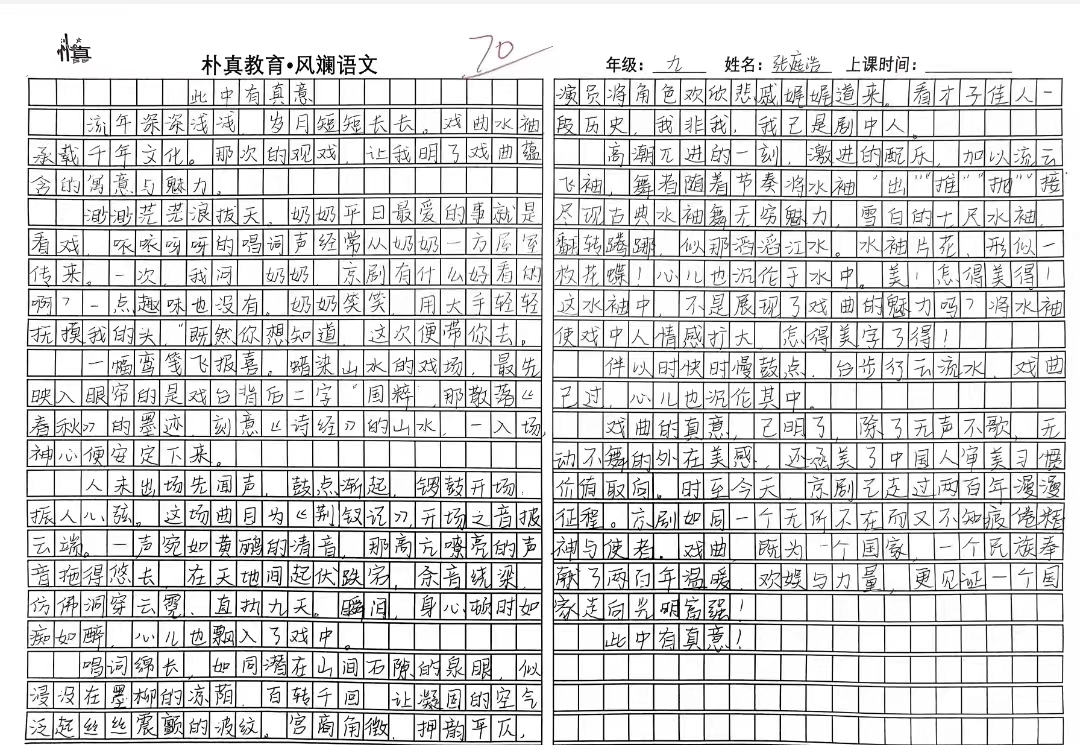 朴真
70
朴真教育·风斓语文
年级：九 姓名：张庭浩 上课时间：
此中有真意
流年深深浅浅，岁月短短长长。戏曲水袖
承载千年文化。那次的观戏，让我明了戏曲蕴
含的寓意与魅力。
渺渺茫茫浪拔天，奶奶平日最爱的事就是
看戏，咏咏呀呀的唱词声经常从奶奶一方居室
传来。一次，我问 奶奶，京剧有什么好看的
啊？一点趣味也没有。奶奶笑笑，用大手轻轻
抚摸我的头，“既然你想知道，这次便带你去。
一幅鸾笺飞报喜。蜡染山水的戏场，最先
映入眼帘的是戏台背后二字“国粹，那散落《
春秋》的墨迹，刻意《诗经》的山水，一入场，
神心便安定下来。
人未出场先闻声，鼓点渐起，锣鼓开场，
振人心弦。这场曲目为《荆钗记》，开场之音报
云端。一声宛如黄鹂的清音，那高亢嘹亮的声
音拖得悠长，在天地间起伏跌宕，余音绕梁，
仿佛洞穿云霓，直执九天。瞬间，身心顿时如
痴如醉，心儿也飘入了戏中。
唱词绵长，如同潜在山间石隙的泉眼，似
浸没在墨柳的凉荫，百转千回，让凝固的空气
泛起丝丝震颤的波纹。宫商角徵，押韵平仄，
演员将角色欢欣悲戚娓娓道来。看才子佳人一
段历史，我非我，我已是剧中人。
高潮亢进的一刻，激进的配乐，加以流云
飞袖，舞者随着节奏将水袖“出”“推”“抛”“接
尽现古典水袖舞无穷魅力，雪白的七尺水袖，
翻转腾挪，似那滔滔江水。水袖片花，形似一
枚花蝶！心儿也沉沦于水中。美！怎得美得！
这水袖中，不是展现了戏曲的魅力吗？将水袖
使戏中人情感扩大，怎得美字了得！
伴以时快时慢鼓点，台步行云流水，戏曲
已过，心儿也沉沦其中。
戏曲的真意，已明了，除了无声不歌，无
动不舞的外在美感，还涵美了中国人审美习惯
价值取向。时至今天，京剧已走过两百年漫漫
征程。京剧如同一个无所不在而又不知疲倦精
神与使者。戏曲，既为一个国家，一个民族奉
献了两百年温暖，欢娱与力量，更见证一个国
家走向光明富强！
此中有真意！